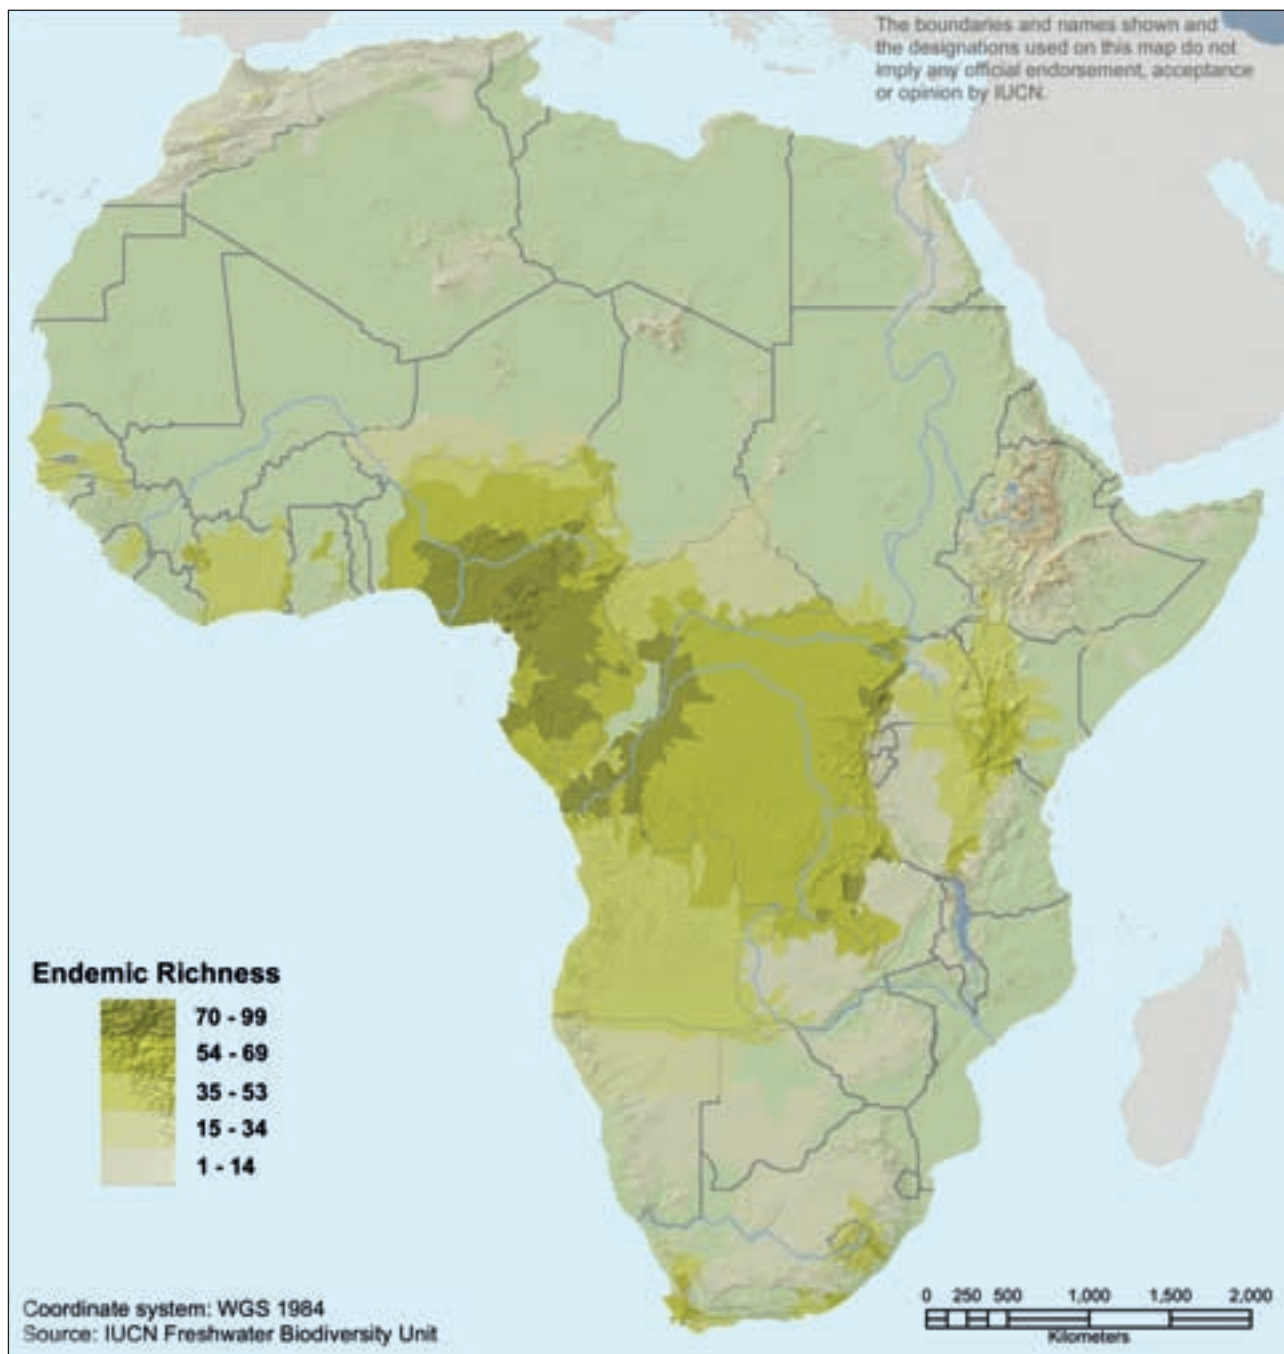 The boundaries and names shown and
the designations used on this map do not
imply any official endorsement, acceptance
or opinion by IUCN.
Endemic Richness
70 - 99
54 - 69
35 - 53
15 - 34
1 - 14
Coordinate system: WGS 1984
Source: IUCN Freshwater Biodiversity Unit
0 250 500 1,000 1,500 2,000
Kilometers